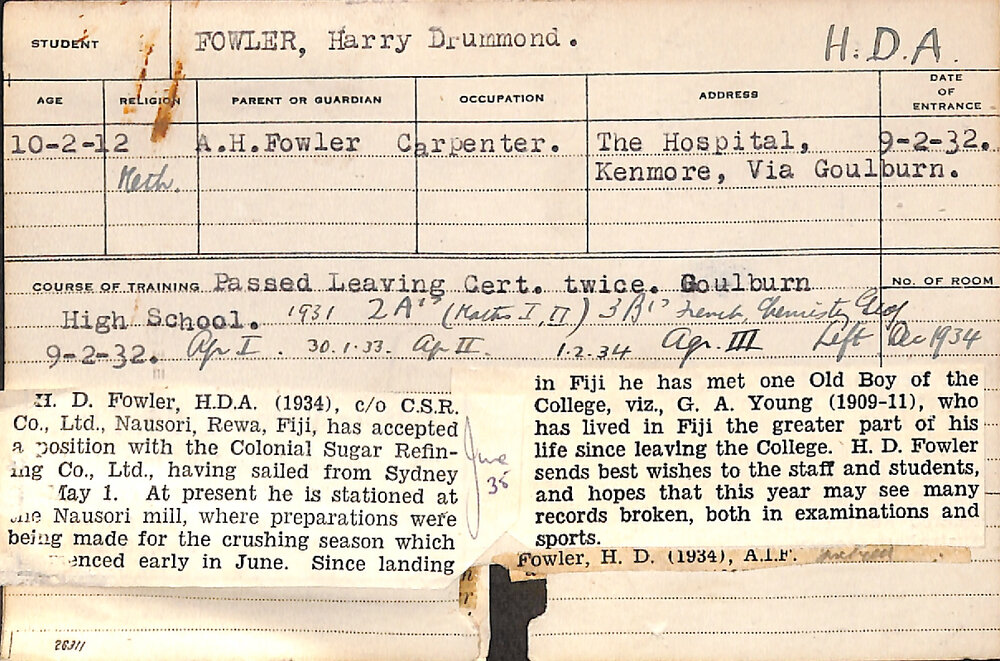 STUDENT FOWLER, Harry Drummond. H.D.A.
AGE RELIGION PARENT OR GUARDIAN OCCUPATION ADDRESS DATE OF ENTRANCE
10-2-12 A.H.Fowler Carpenter. The Hospital, 9-2-32.
Meth. Kenmore, Via Goulburn.
COURSE OF TRAINING Passed Leaving Cert. twice. Goulburn NO. OF ROOM
High School. 1931 2A's (Maths I, II) 3B's French, Chemistry, Geog
9-2-32. Agr I. 30.1.33. Agr II. 1.2.34 Agr. III Left Dec 1934
H. D. Fowler, H.D.A. (1934), c/o C.S.R.
Co., Ltd., Nausori, Rewa, Fiji, has accepted
a position with the Colonial Sugar Refin-
ing Co., Ltd., having sailed from Sydney
May 1. At present he is stationed at
the Nausori mill, where preparations were
being made for the crushing season which
enced early in June. Since landing
June
35
in Fiji he has met one Old Boy of the
College, viz., G. A. Young (1909-11), who
has lived in Fiji the greater part of his
life since leaving the College. H. D. Fowler
sends best wishes to the staff and students,
and hopes that this year may see many
records broken, both in examinations and
sports.
Fowler, H. D. (1934), A.I.F.
26311